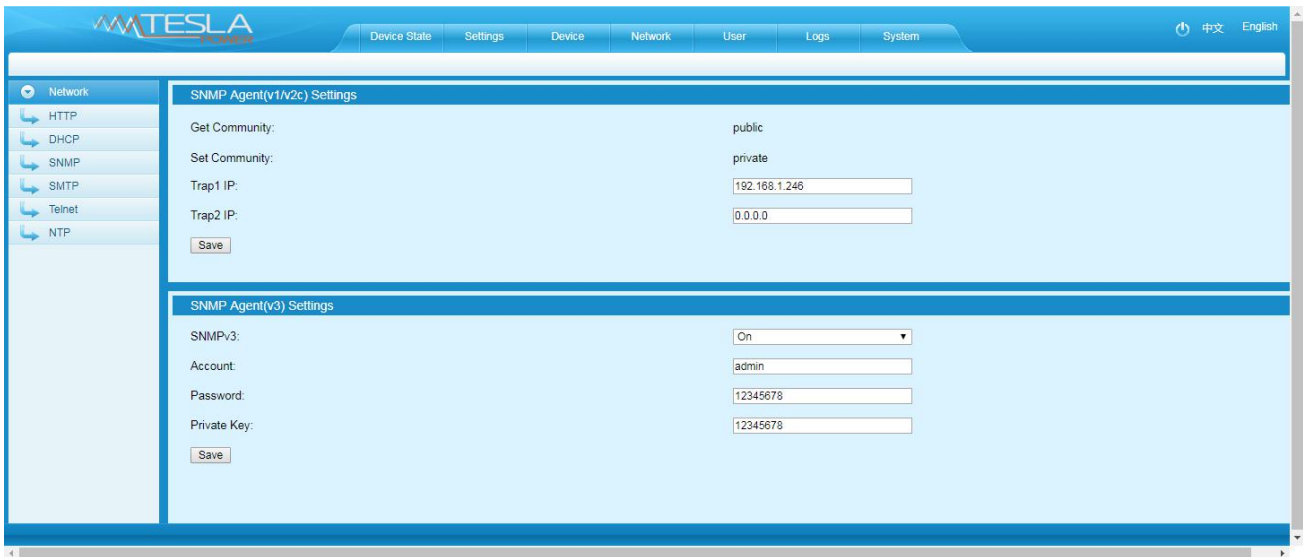 TESLA
POWER
Device State Settings Device Network User Logs System
中文 English
Network
HTTP
DHCP
SNMP
SMTP
Telnet
NTP
SNMP Agent(v1/v2c) Settings
Get Community: public
Set Community: private
Trap1 IP: 192.168.1.246
Trap2 IP: 0.0.0.0
Save
SNMP Agent(v3) Settings
SNMPv3: On
Account: admin
Password: 12345678
Private Key: 12345678
Save